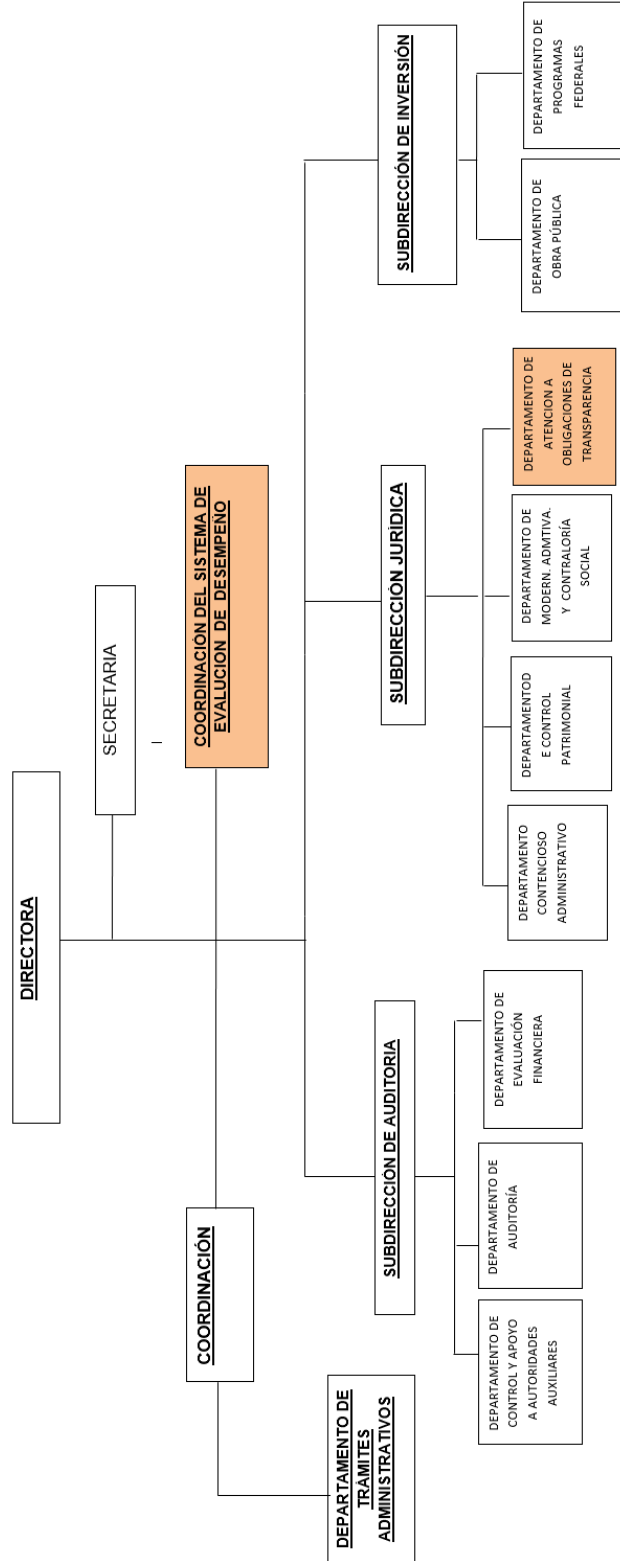 DIRECTORA
SECRETARIA
COORDINACIÓN
COORDINACIÓN DEL SISTEMA DE
EVALUCION DE DESEMPEÑO
DEPARTAMENTO DE
TRÁMITES
ADMINISTRATIVOS
SUBDIRECCIÓN DE AUDITORIA
SUBDIRECCIÓN JURÍDICA
SUBDIRECCIÓN DE INVERSIÓN
DEPARTAMENTO DE
CONTROL Y APOYO
A AUTORIDADES
AUXILIARES
DEPARTAMENTO DE
AUDITORÍA
DEPARTAMENTO DE
EVALUACIÓN
FINANCIERA
DEPARTAMENTO
CONTENCIOSO
ADMINISTRATIVO
DEPARTAMENTOD
E CONTROL
PATRIMONIAL
DEPARTAMENTO DE
MODERN. ADMTIVA.
Y CONTRALORÍA
SOCIAL
DEPARTAMENTO DE
ATENCION A
OBLIGACIONES DE
TRANSPARENCIA
DEPARTAMENTO DE
OBRA PÚBLICA
DEPARTAMENTO DE
PROGRAMAS
FEDERALES